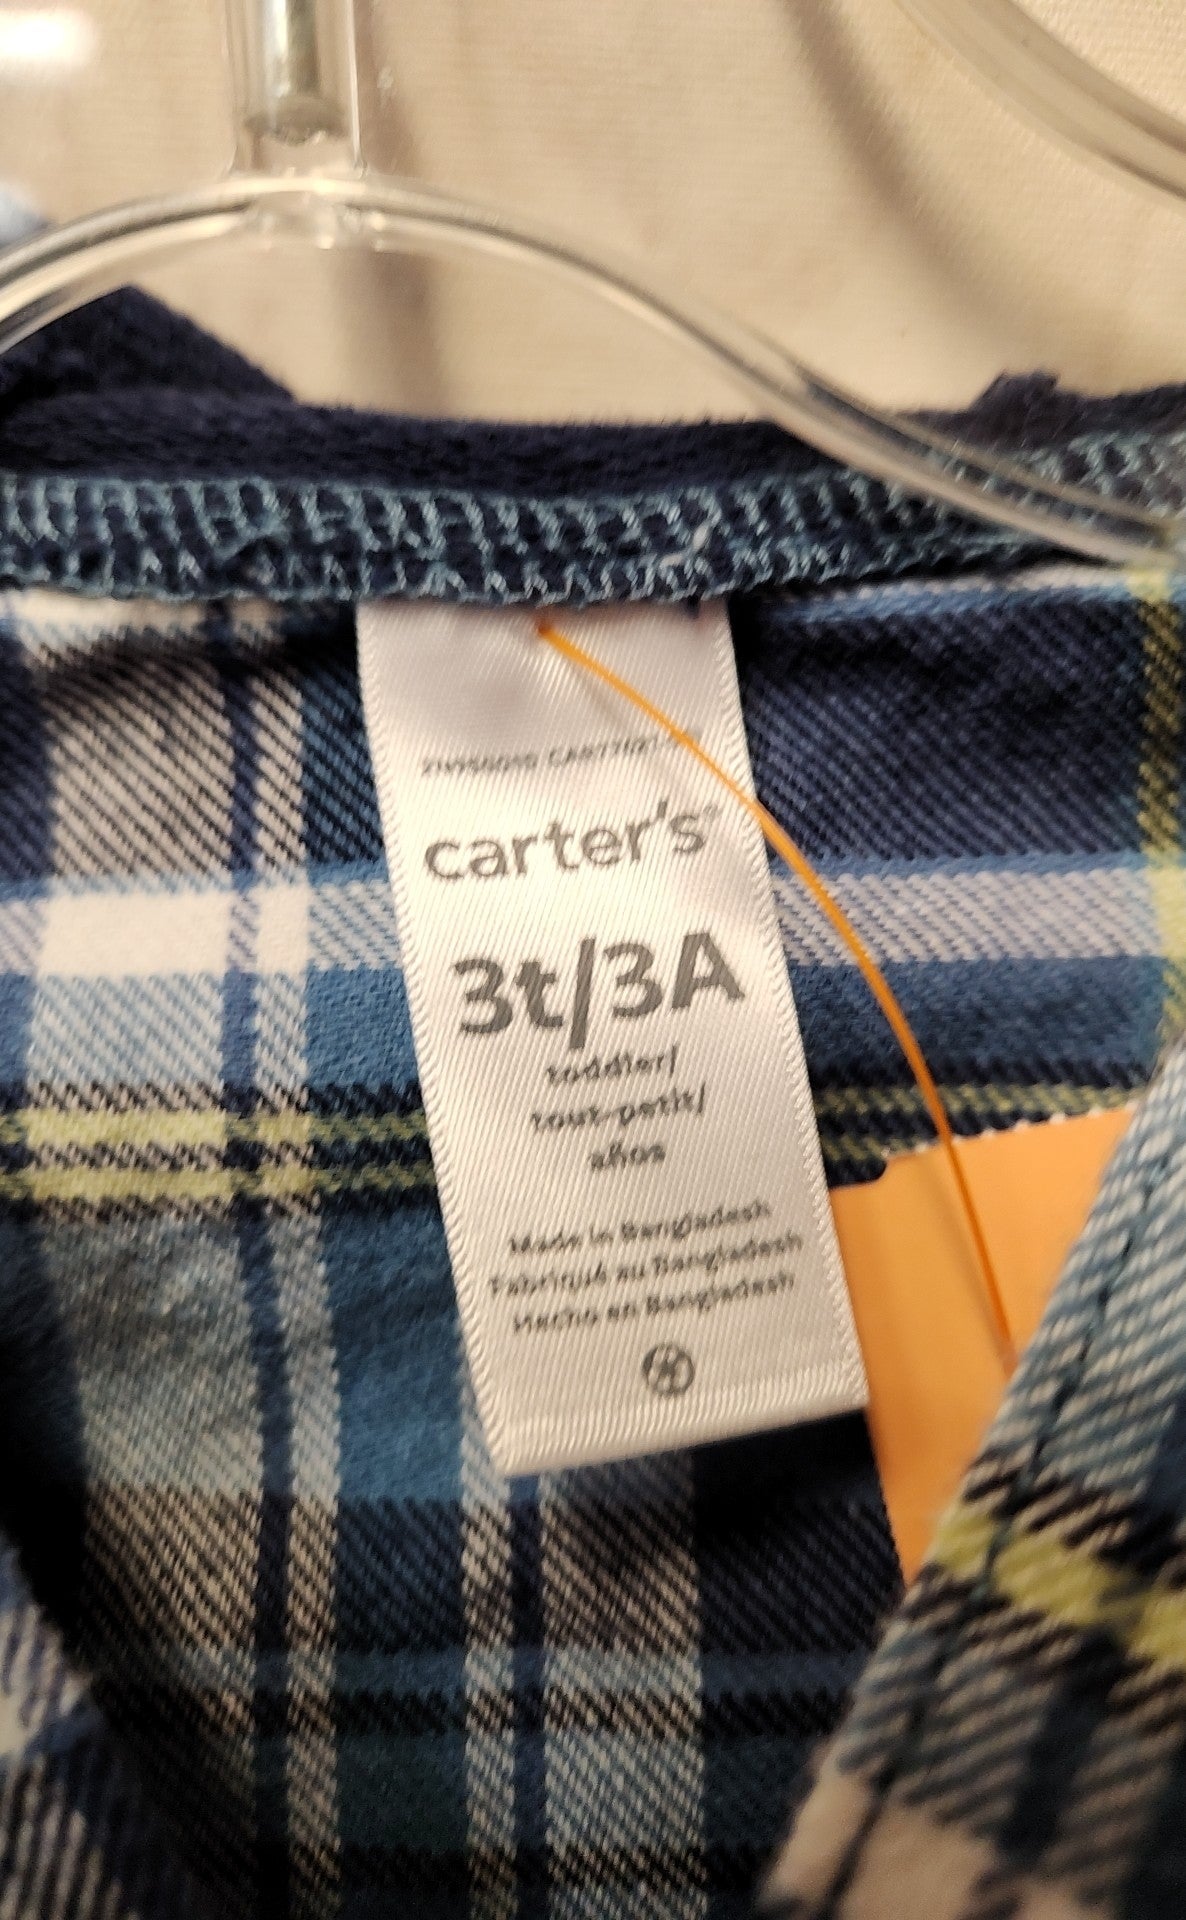 carter's®
3t/3A
toddler/
tout-petit/
años
Made in Bangladesh
Fabriqué au Bangladesh
Hecho en Bangladesh